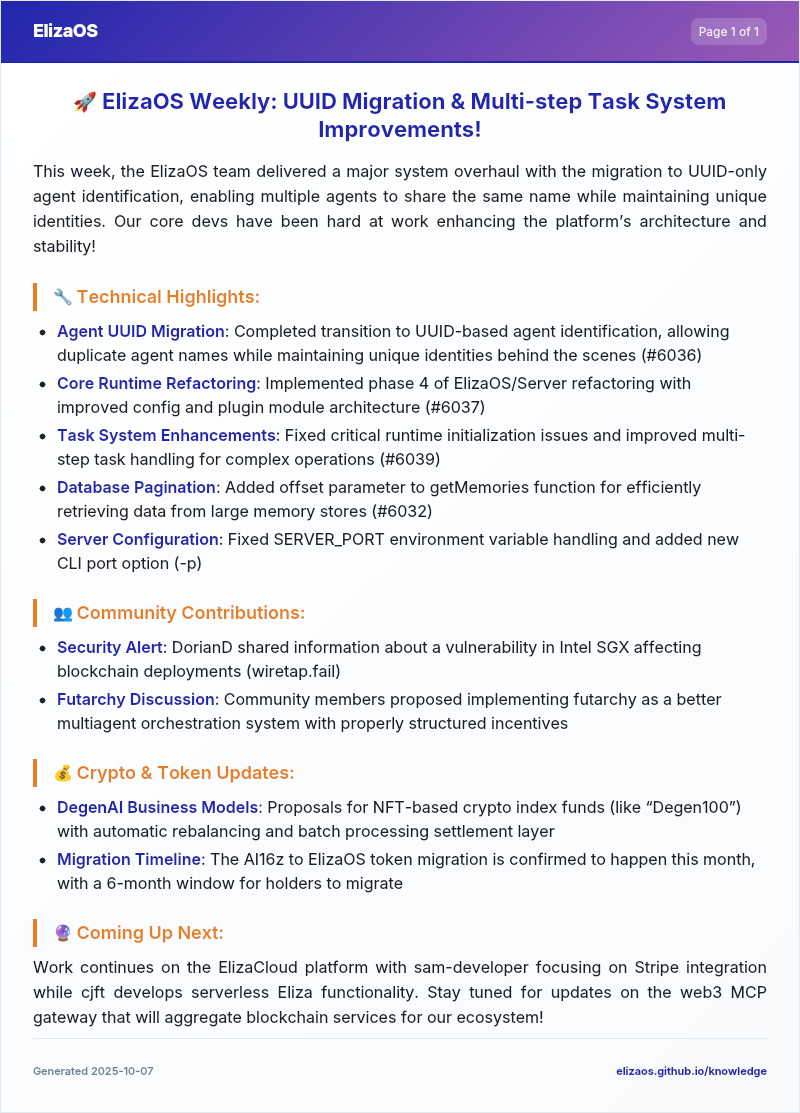 ElizaOS
Page 1 of 1
🚀 ElizaOS Weekly: UUID Migration & Multi-step Task System
Improvements!
This week, the ElizaOS team delivered a major system overhaul with the migration to UUID-only
agent identification, enabling multiple agents to share the same name while maintaining unique
identities. Our core devs have been hard at work enhancing the platform’s architecture and
stability!
🔧 Technical Highlights:
• Agent UUID Migration: Completed transition to UUID-based agent identification, allowing
duplicate agent names while maintaining unique identities behind the scenes (#6036)
• Core Runtime Refactoring: Implemented phase 4 of ElizaOS/Server refactoring with
improved config and plugin module architecture (#6037)
• Task System Enhancements: Fixed critical runtime initialization issues and improved multi-
step task handling for complex operations (#6039)
• Database Pagination: Added offset parameter to getMemories function for efficiently
retrieving data from large memory stores (#6032)
• Server Configuration: Fixed SERVER_PORT environment variable handling and added new
CLI port option (-p)
👥 Community Contributions:
• Security Alert: DorianD shared information about a vulnerability in Intel SGX affecting
blockchain deployments (wiretap.fail)
• Futarchy Discussion: Community members proposed implementing futarchy as a better
multiagent orchestration system with properly structured incentives
💰 Crypto & Token Updates:
• DegenAI Business Models: Proposals for NFT-based crypto index funds (like “Degen100”)
with automatic rebalancing and batch processing settlement layer
• Migration Timeline: The AI16z to ElizaOS token migration is confirmed to happen this month,
with a 6-month window for holders to migrate
🔮 Coming Up Next:
Work continues on the ElizaCloud platform with sam-developer focusing on Stripe integration
while cjft develops serverless Eliza functionality. Stay tuned for updates on the web3 MCP
gateway that will aggregate blockchain services for our ecosystem!
Generated 2025-10-07
elizaos.github.io/knowledge